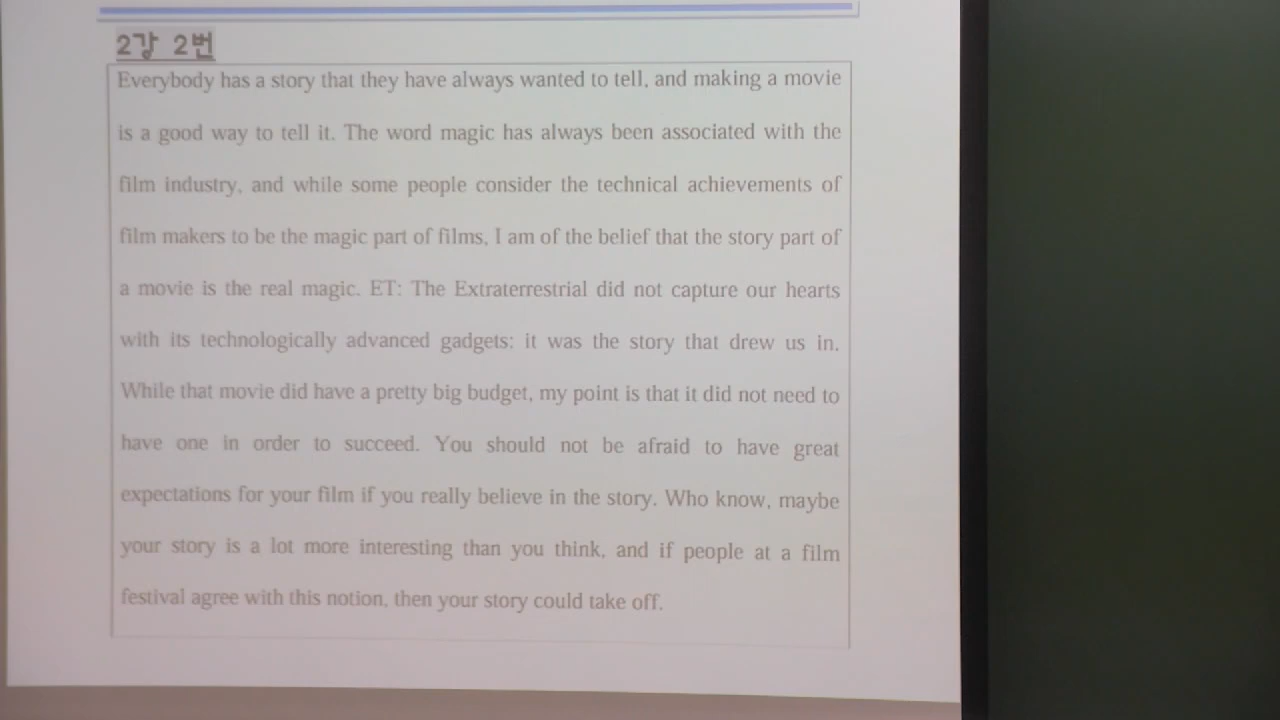 2강 2번
Everybody has a story that they have always wanted to tell, and making a movie
is a good way to tell it. The word magic has always been associated with the
film industry, and while some people consider the technical achievements of
film makers to be the magic part of films, I am of the belief that the story part of
a movie is the real magic. ET: The Extraterrestrial did not capture our hearts
with its technologically advanced gadgets: it was the story that drew us in.
While that movie did have a pretty big budget, my point is that it did not need to
have one in order to succeed. You should not be afraid to have great
expectations for your film if you really believe in the story. Who know, maybe
your story is a lot more interesting than you think, and if people at a film
festival agree with this notion, then your story could take off.